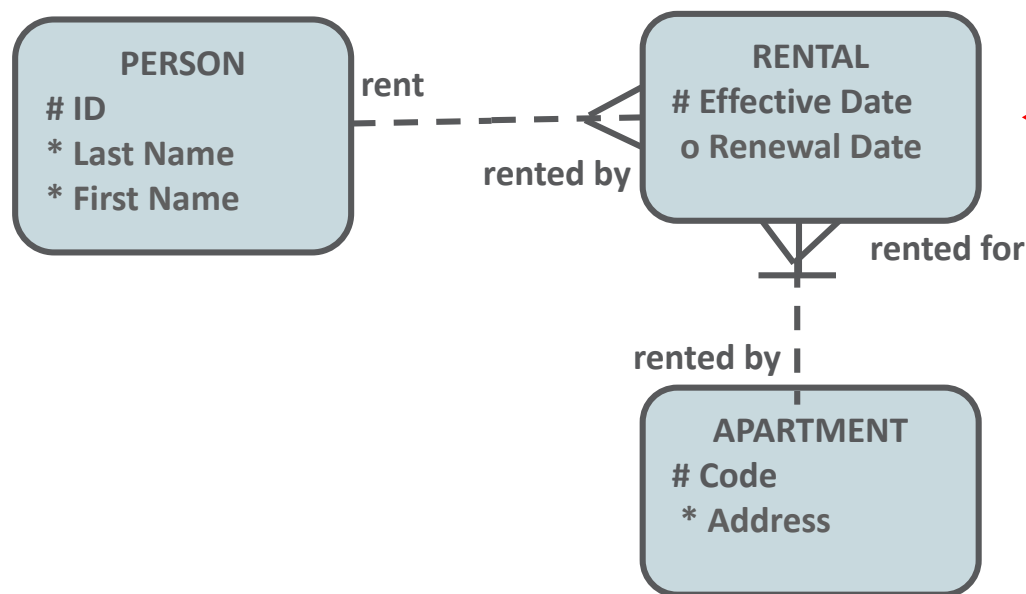 PERSON
# ID
* Last Name
* First Name
rent
rented by
RENTAL
# Effective Date
o Renewal Date
rented for
rented by
APARTMENT
# Code
* Address